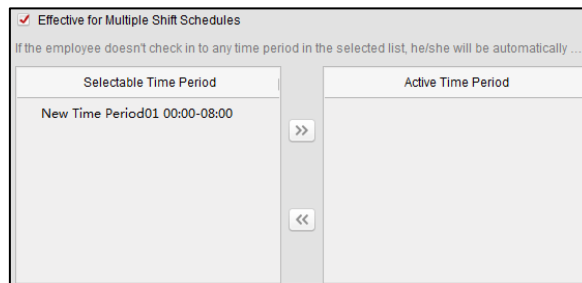 Effective for Multiple Shift Schedules
If the employee doesn't check in to any time period in the selected list, he/she will be automatically ...
Selectable Time Period
Active Time Period
New Time Period01 00:00-08:00
>>
<<